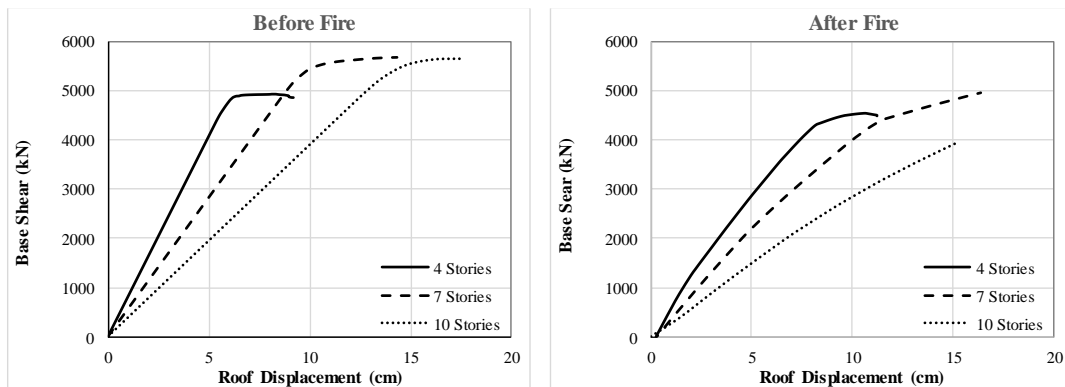 Before Fire
6000
5000
4000
3000
2000
1000
0
Base Shear (kN)
4 Stories
7 Stories
10 Stories
0 5 10 15 20
Roof Displacement (cm)
After Fire
6000
5000
4000
3000
2000
1000
0
Base Sear (kN)
4 Stories
7 Stories
10 Stories
0 5 10 15 20
Roof Displacement (cm)